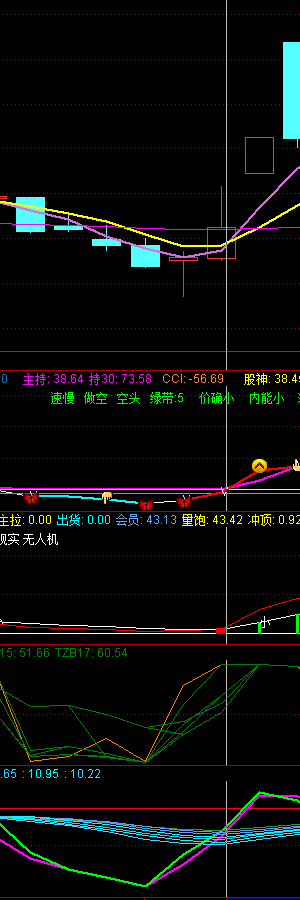 0 主持: 38.64 持30: 73.58 CCI: -56.69 股神: 38.49
速慢 做空 空头 绿带:5 价确小 内能小
主拉: 0.00 出货: 0.00 会员: 43.13 量饱: 43.42 冲顶: 0.92
现实 无人机
15: 51.66 TZB17: 60.54
.65 : 10.95 : 10.22